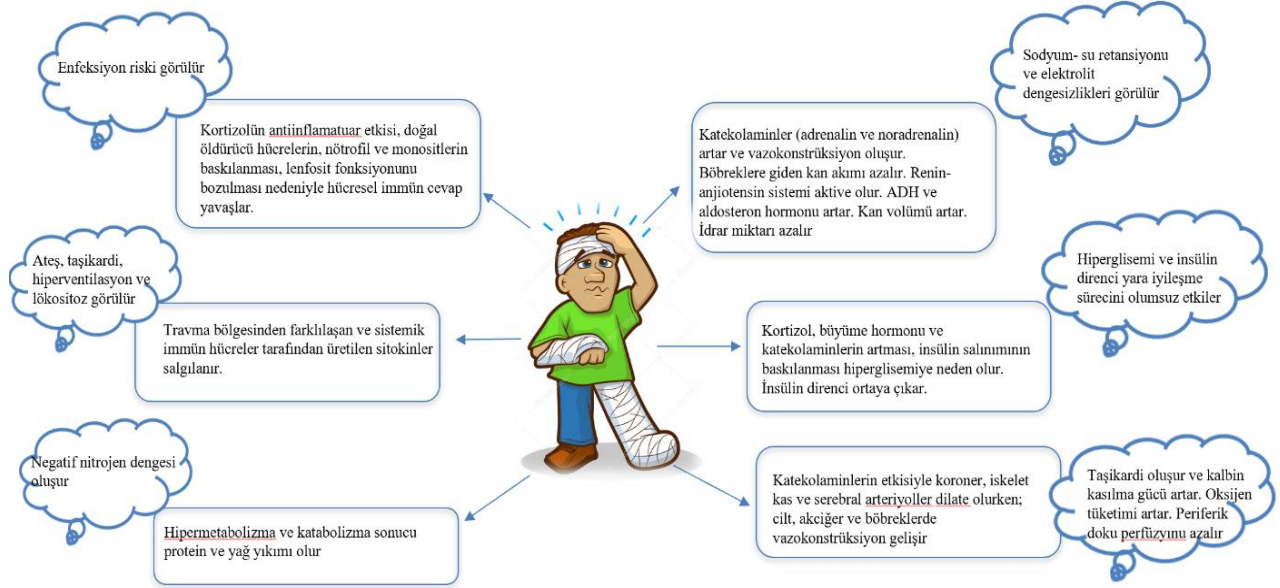 Enfeksiyon riski görülür
Kortizolün antiinflamatuar etkisi, doğal
öldürücü hücrelerin, nötrofil ve monositlerin
baskılanması, lenfosit fonksiyonunu
bozulması nedeniyle hücresel immün cevap
yavaşlar.
Ateş, taşikardi,
hiperventilasyon ve
lökositoz görülür
Travma bölgesinden farklılaşan ve sistemik
immün hücreler tarafından üretilen sitokinler
salgılanır.
Negatif nitrojen dengesi
oluşur
Hipermetabolizma ve katabolizma sonucu
protein ve yağ yıkımı olur
Sodyum- su retansiyonu
ve elektrolit
dengesizlikleri görülür
Katekolaminler (adrenalin ve noradrenalin)
artar ve vazokonstrüksiyon oluşur.
Böbreklere giden kan akımı azalır. Renin-
anjiotensin sistemi aktive olur. ADH ve
aldosteron hormonu artar. Kan volümü artar.
İdrar miktarı azalır
Hiperglisemi ve insülin
direnci yara iyileşme
sürecini olumsuz etkiler
Kortizol, büyüme hormonu ve
katekolaminlerin artması, insülin salınımının
baskılanması hiperglisemiye neden olur.
İnsülin direnci ortaya çıkar.
Taşikardi oluşur ve kalbin
kasılma gücü artar. Oksijen
tüketimi artar. Periferik
doku perfüzyınu azalır
Katekolaminlerin etkisiyle koroner, iskelet
kas ve serebral arteriyoller dilate olurken;
cilt, akciğer ve böbreklerde
vazokonstrüksiyon gelişir